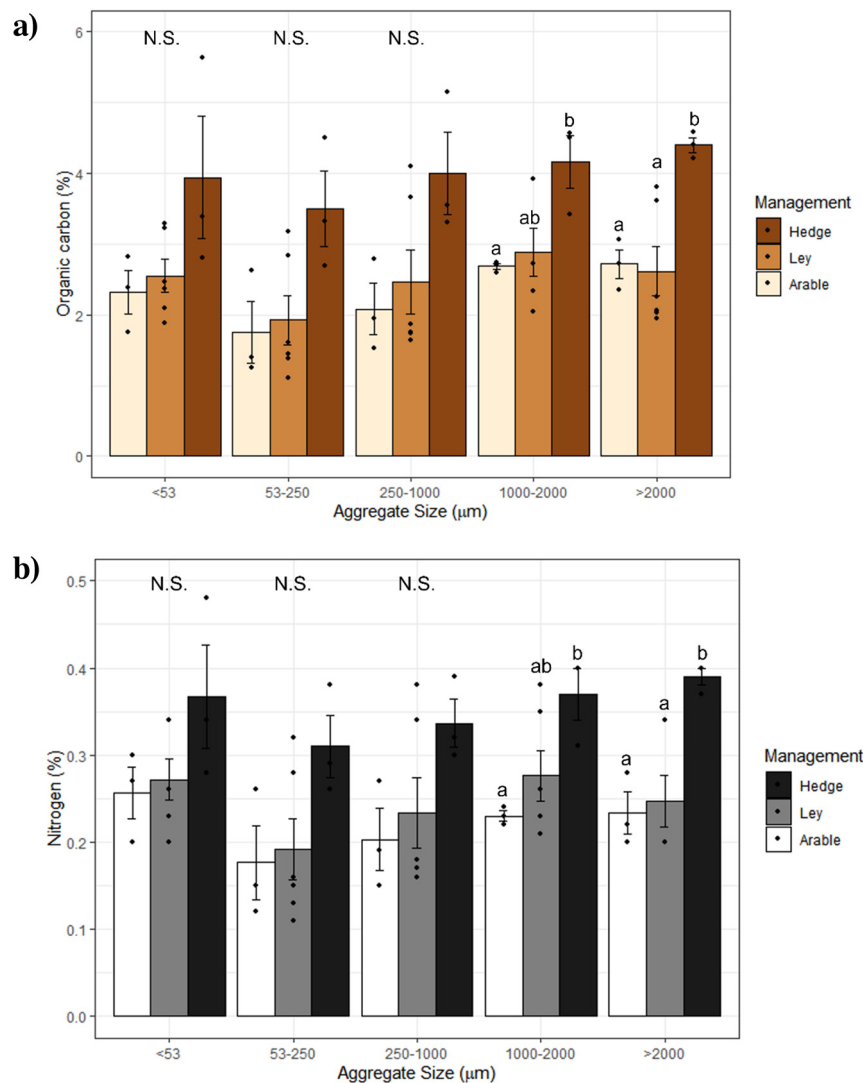 a)
N.S. N.S. N.S.
a ab b a a b
6
4
2
0
Organic carbon (%)
<53 53-250 250-1000 1000-2000 >2000
Aggregate Size (μm)
Management
Hedge
Ley
Arable
b)
N.S. N.S. N.S.
a ab b a a b
0.5
0.4
0.3
0.2
0.1
0.0
Nitrogen (%)
<53 53-250 250-1000 1000-2000 >2000
Aggregate Size (μm)
Management
Hedge
Ley
Arable